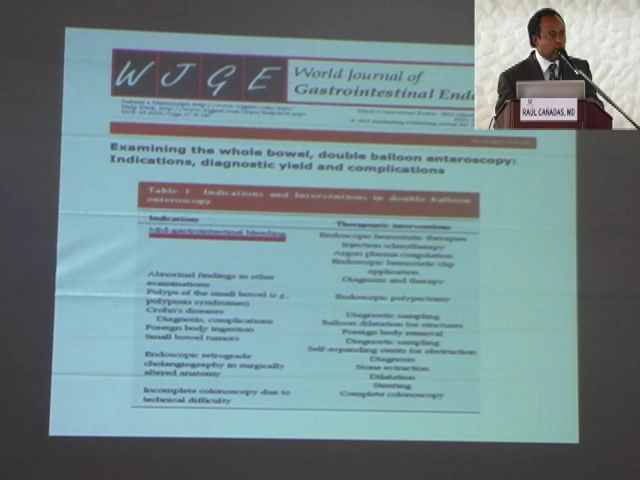 WJGE
World Journal of
Gastrointestinal Endo
RAUL CAÑADAS, MD
Examining the whole bowel, double balloon enteroscopy:
Indications, diagnostic yield and complications
Table 1 Indications and interventions in double balloon
enteroscopy
Indications Therapeutic interventions
Mid-gastrointestinal bleeding Endoscopic hemostatic therapies
Injection sclerotherapy
Argon plasma coagulation
Endoscopic hemostatic clip
application
Abnormal findings in other Diagnosis and therapy
examinations
Polyps of the small bowel (e.g., Endoscopic polypectomy
polyposis syndromes)
Crohn's diseases Diagnostic sampling
Diagnosis, complications Balloon dilatation for strictures
Foreign body ingestion Foreign body removal
Small bowel tumors Diagnostic sampling
Self-expanding stents for obstruction
Endoscopic retrograde Diagnosis
cholangiography in surgically Stone extraction
altered anatomy Dilatation
Stenting
Incomplete colonoscopy due to Complete colonoscopy
technical difficulty